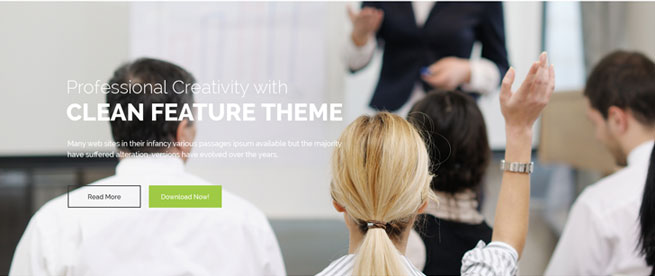 Professional Creativity with
CLEAN FEATURE THEME
Many web sites in their infancy various passages ipsum available but the majority
have suffered alteration, versions have evolved over the years.
Read More
Download Now!